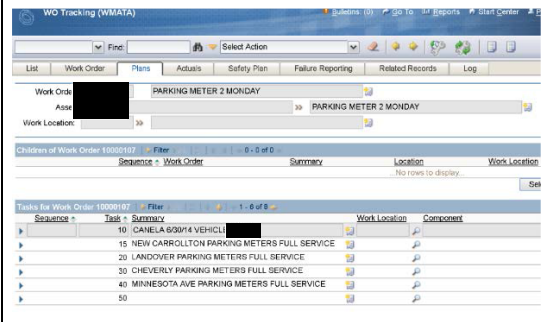 WO Tracking (WMATA)
Bulletins: (0) Go To Reports Start Center
Find: Select Action
List Work Order Plans Actuals Safety Plan Failure Reporting Related Records Log
Work Orde PARKING METER 2 MONDAY
Asse PARKING METER 2 MONDAY
Work Location:
Children of Work Order 10000107 Filter 0 - 0 of 0
Sequence Work Order Summary Location Work Location
No rows to display
Sel
Tasks for Work Order 10000107 Filter 1 - 6 of 6
Sequence Task Summary Work Location Component
10 CANELA 6/30/14 VEHICL
15 NEW CARROLLTON PARKING METERS FULL SERVICE
20 LANDOVER PARKING METERS FULL SERVICE
30 CHEVERLY PARKING METERS FULL SERVICE
40 MINNESOTA AVE PARKING METERS FULL SERVICE
50